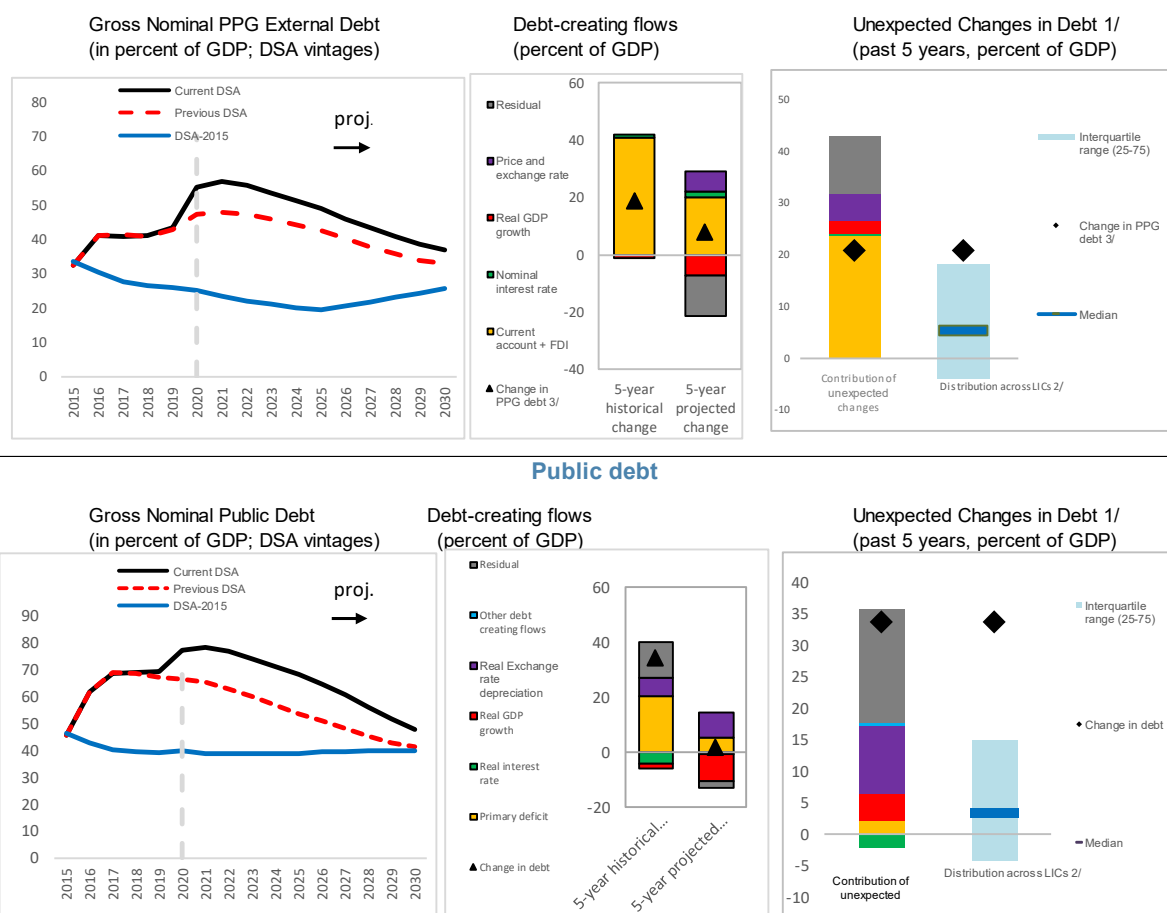 Gross Nominal PPG External Debt
(in percent of GDP; DSA vintages)
Current DSA
Previous DSA
DSA-2015
proj.
80
70
60
50
40
30
20
10
0
2015
2016
2017
2018
2019
2020
2021
2022
2023
2024
2025
2026
2027
2028
2029
2030
Debt-creating flows
(percent of GDP)
Residual
Price and
exchange rate
Real GDP
growth
Nominal
interest rate
Current
account + FDI
Change in
PPG debt 3/
60
40
20
0
-20
-40
5-year
historical
change
5-year
projected
change
Unexpected Changes in Debt 1/
(past 5 years, percent of GDP)
50
40
30
20
10
0
-10
Contribution of
unexpected
changes
Distribution across LICs 2/
Interquartile
range (25-75)
Change in PPG
debt 3/
Median
Public debt
Gross Nominal Public Debt
(in percent of GDP; DSA vintages)
Current DSA
Previous DSA
DSA-2015
proj.
90
80
70
60
50
40
30
20
10
0
2015
2016
2017
2018
2019
2020
2021
2022
2023
2024
2025
2026
2027
2028
2029
2030
Debt-creating flows
(percent of GDP)
Residual
Other debt
creating flows
Real Exchange
rate
depreciation
Real GDP
growth
Real interest
rate
Primary deficit
Change in debt
60
40
20
0
-20
5-year historical...
5-year projected...
Unexpected Changes in Debt 1/
(past 5 years, percent of GDP)
40
35
30
25
20
15
10
5
0
-5
-10
Contribution of
unexpected
Distribution across LICs 2/
Interquartile
range (25-75)
Change in debt
Median